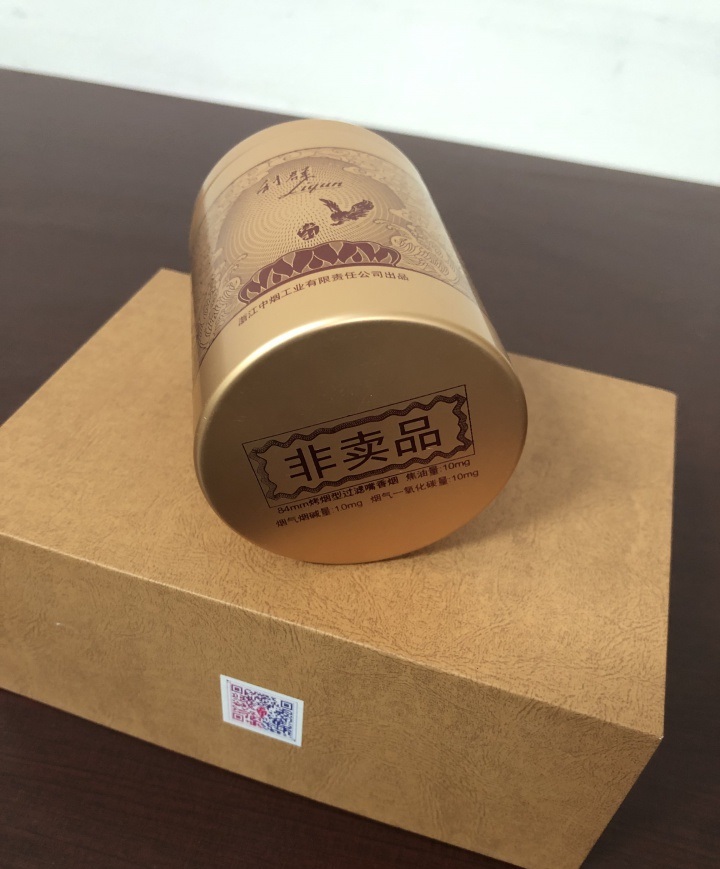 利群
Liqun
浙江中烟工业有限责任公司出品
非卖品
84mm烤烟型过滤嘴香烟 焦油量:10mg
烟气烟碱量:1.0mg 烟气一氧化碳量:10mg